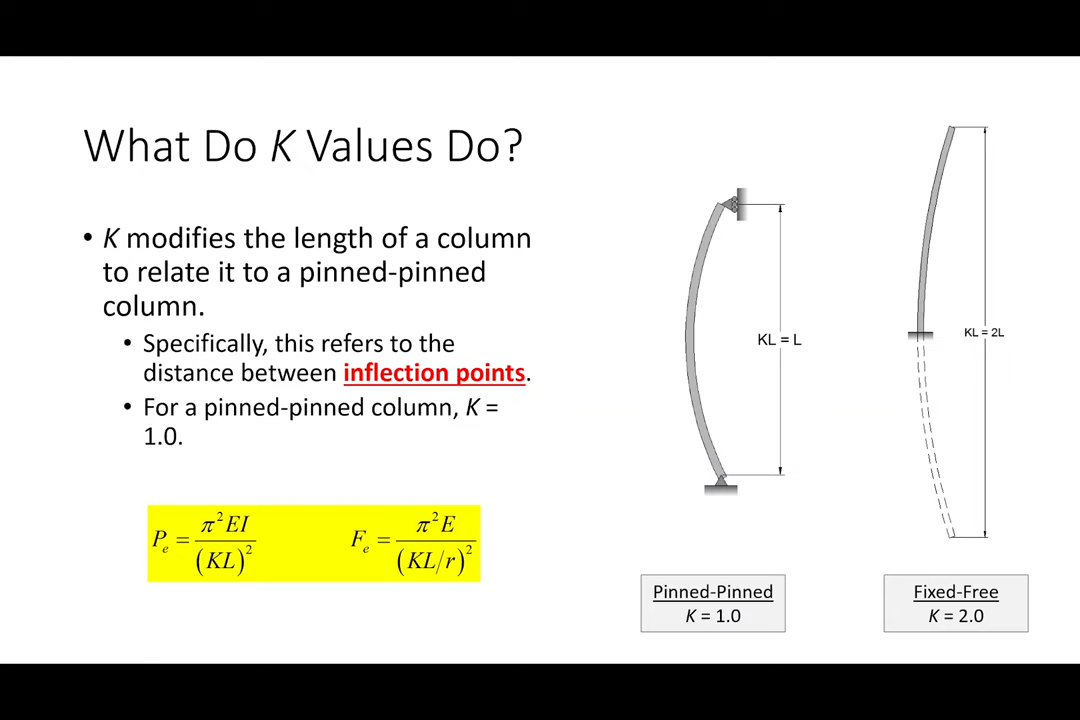 What Do K Values Do?
• K modifies the length of a column
to relate it to a pinned-pinned
column.
• Specifically, this refers to the
distance between inflection points.
• For a pinned-pinned column, K =
1.0.
P_e = π²EI/(KL)²
F_e = π²E/(KL/r)²
KL = L
KL = 2L
Pinned-Pinned
K = 1.0
Fixed-Free
K = 2.0